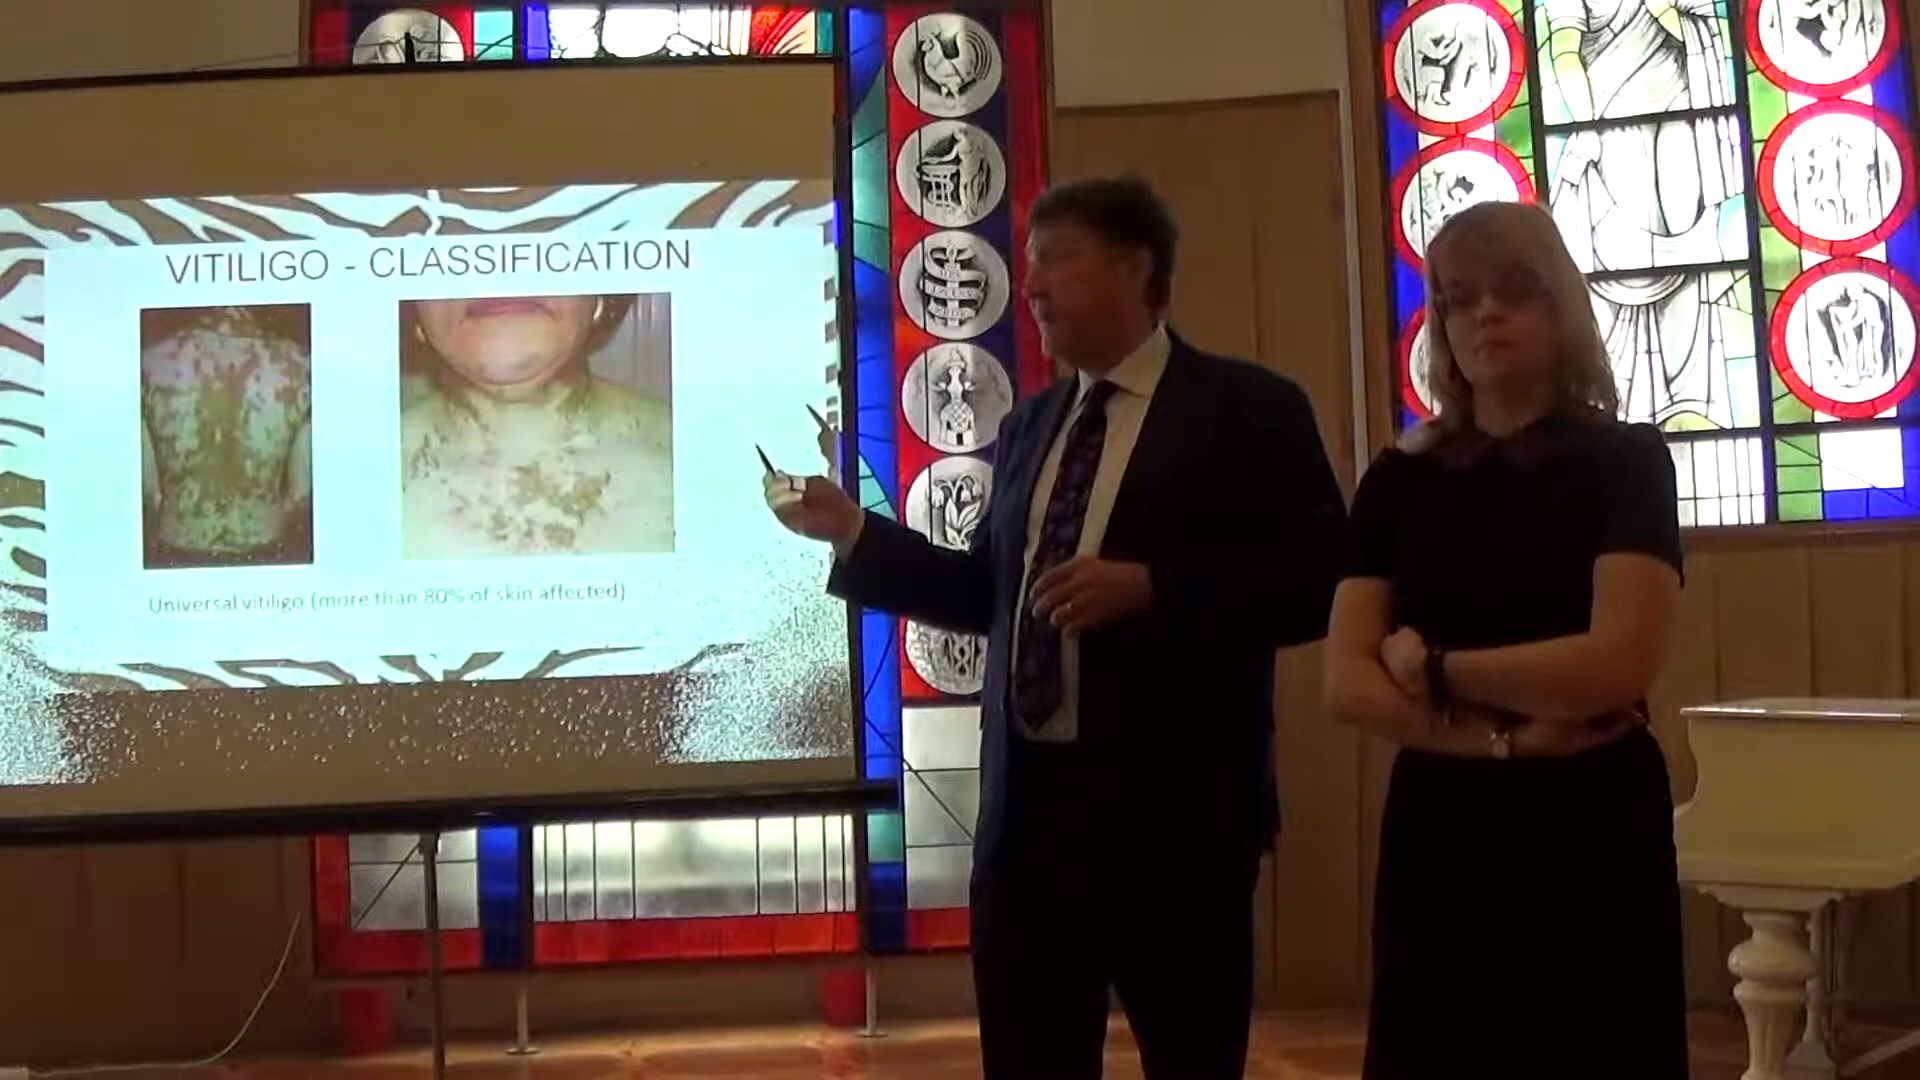 VITILIGO - CLASSIFICATION
Universal vitiligo (more than 80% of skin affected)